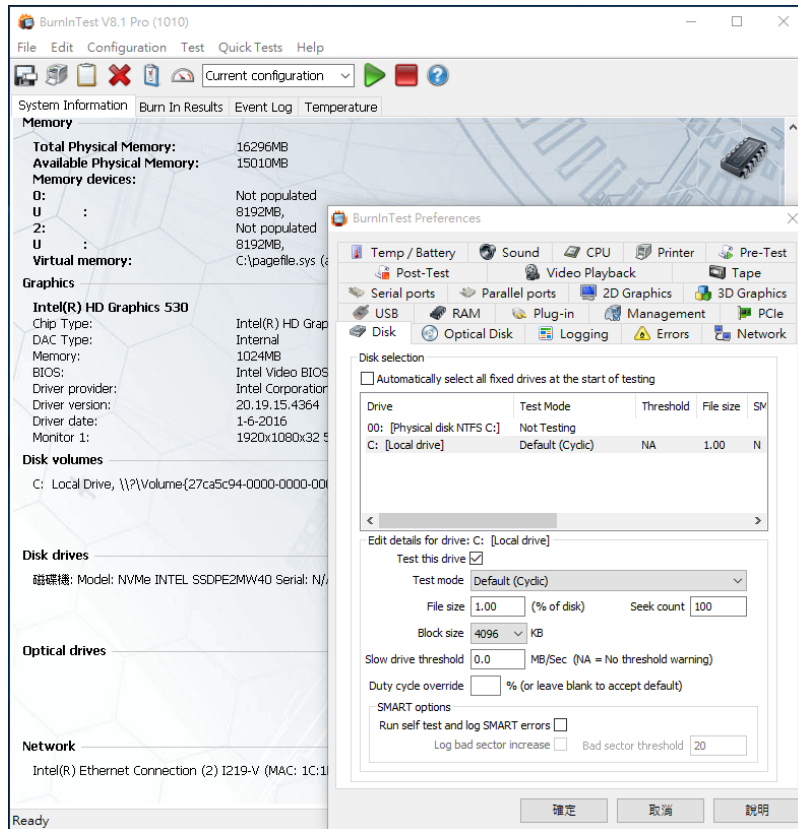 BurnInTest V8.1 Pro (1010)
File Edit Configuration Test Quick Tests Help
Current configuration
System Information Burn In Results Event Log Temperature
Memory
Total Physical Memory: 16296MB
Available Physical Memory: 15010MB
Memory devices:
0: Not populated
U : 8192MB,
2: Not populated
U : 8192MB,
Virtual memory: C:\pagefile.sys (a
Graphics
Intel(R) HD Graphics 530
Chip Type: Intel(R) HD Grap
DAC Type: Internal
Memory: 1024MB
BIOS: Intel Video BIOS
Driver provider: Intel Corporation
Driver version: 20.19.15.4364
Driver date: 1-6-2016
Monitor 1: 1920x1080x32 5
Disk volumes
C: Local Drive, \\?\Volume{27ca5c94-0000-0000-00
Disk drives
磁碟機: Model: NVMe INTEL SSDPE2MW40 Serial: N/
Optical drives
Network
Intel(R) Ethernet Connection (2) I219-V (MAC: 1C:1
Ready
BurnInTest Preferences
Temp / Battery Sound CPU Printer Pre-Test
Post-Test Video Playback Tape
Serial ports Parallel ports 2D Graphics 3D Graphics
USB RAM Plug-in Management PCIe
Disk Optical Disk Logging Errors Network
Disk selection
Automatically select all fixed drives at the start of testing
Drive Test Mode Threshold File size SM
00: [Physical disk NTFS C:] Not Testing
C: [Local drive] Default (Cyclic) NA 1.00 N
Edit details for drive: C: [Local drive]
Test this drive
Test mode Default (Cyclic)
File size 1.00 (% of disk) Seek count 100
Block size 4096 KB
Slow drive threshold 0.0 MB/Sec (NA = No threshold warning)
Duty cycle override % (or leave blank to accept default)
SMART options
Run self test and log SMART errors
Log bad sector increase Bad sector threshold 20
確定 取消 說明